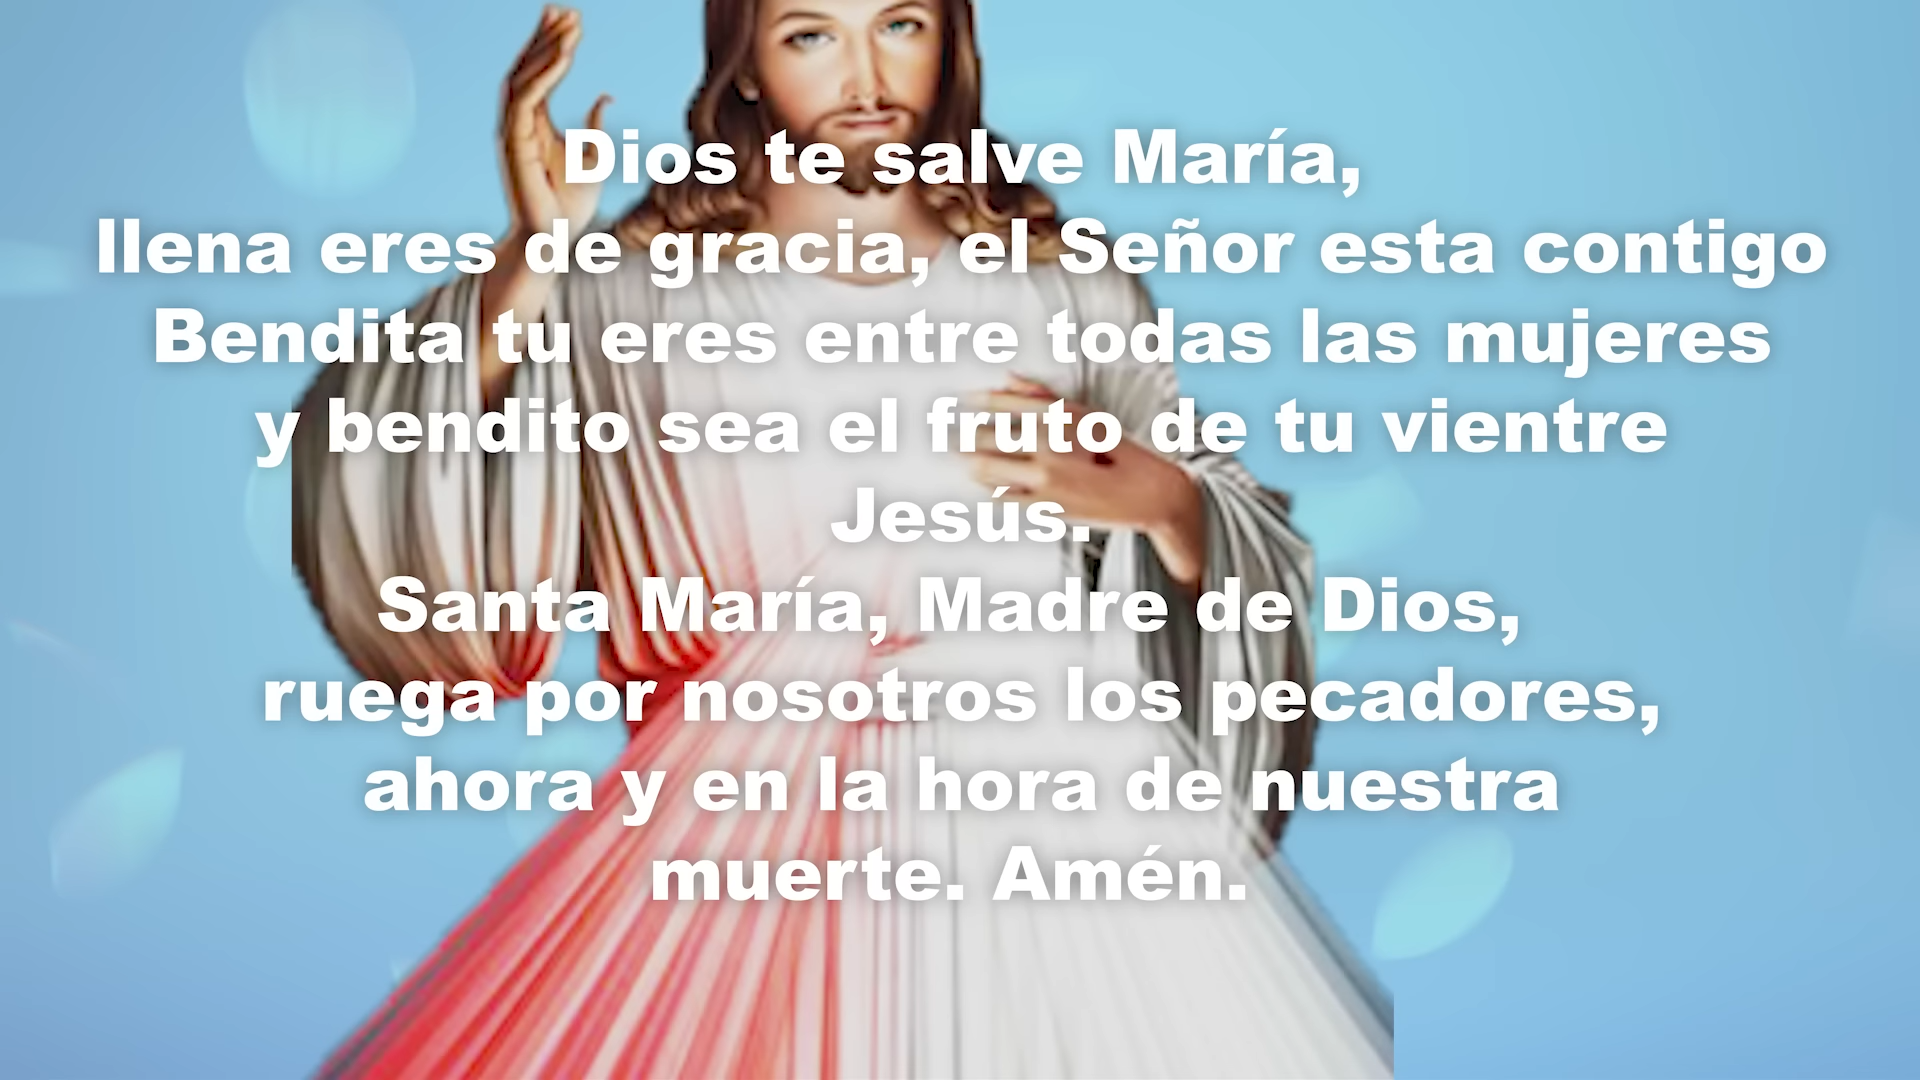 Dios te salve María,
llena eres de gracia, el Señor esta contigo
Bendita tu eres entre todas las mujeres
y bendito sea el fruto de tu vientre
Jesús.
Santa María, Madre de Dios,
ruega por nosotros los pecadores,
ahora y en la hora de nuestra
muerte. Amén.